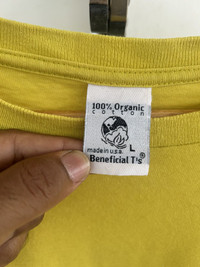 100% Organic
cotton
L
made in u.s.a.
Beneficial T's®